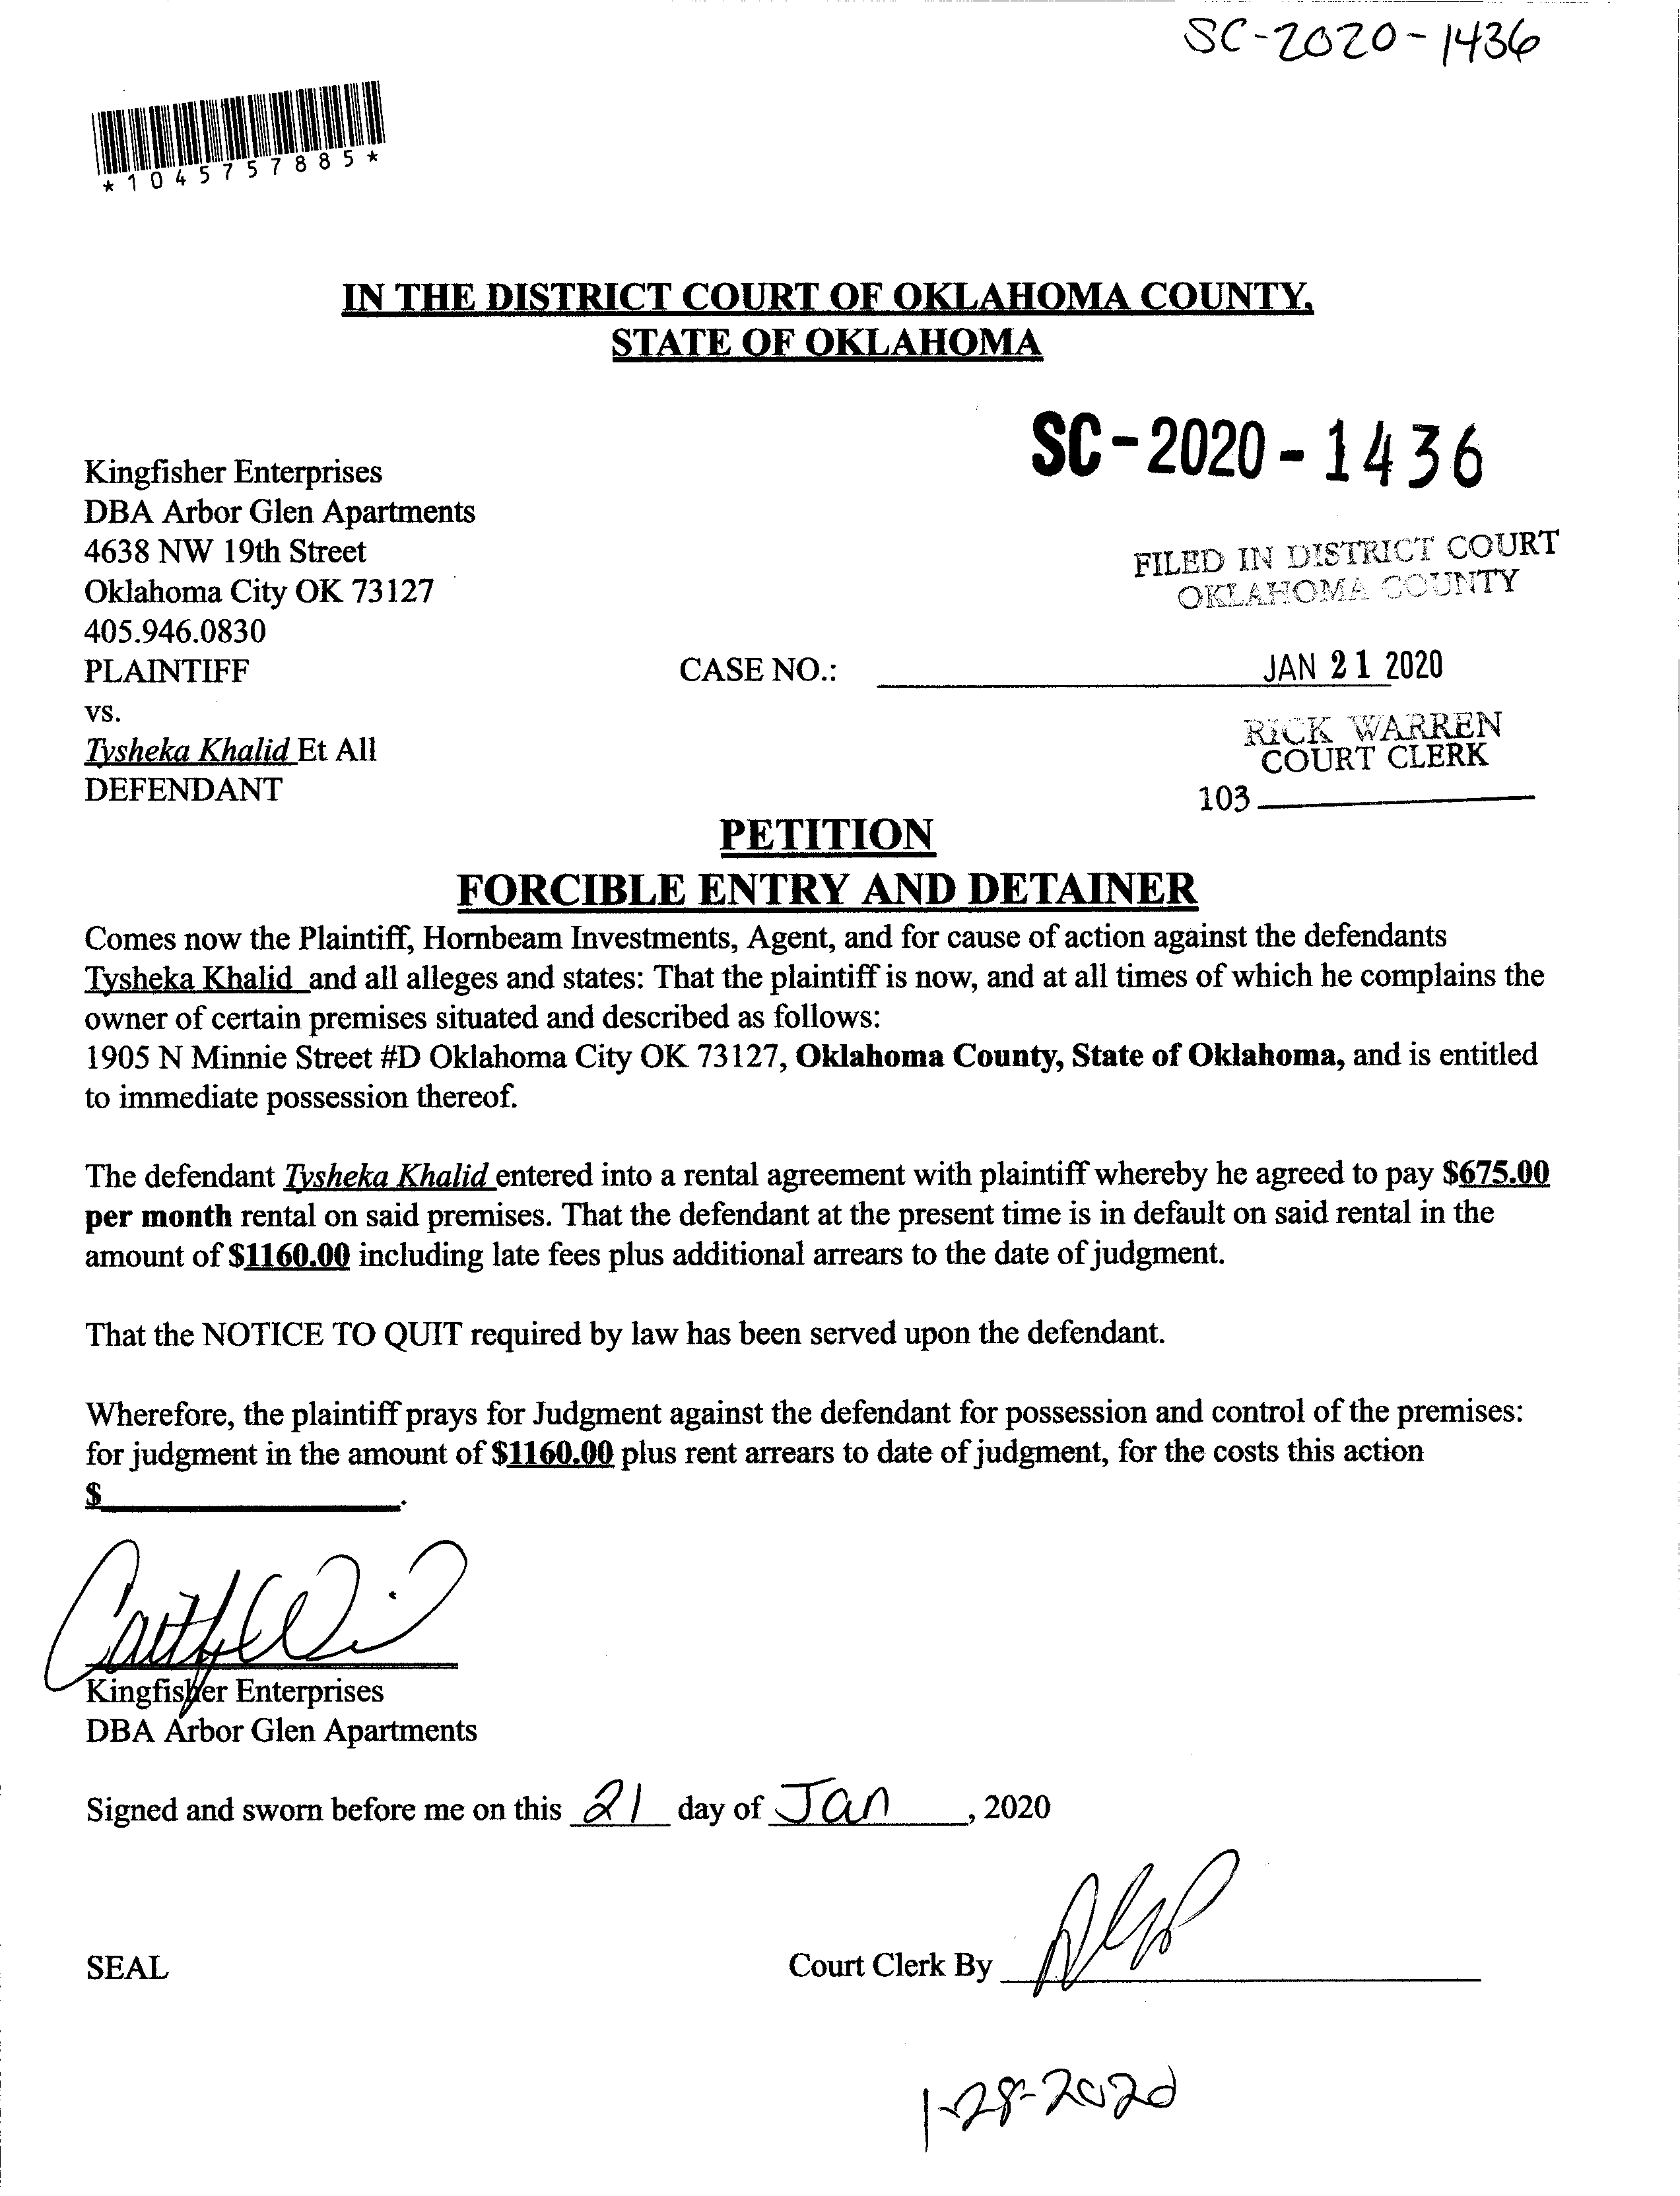 SC-2020-1436
*1045757885*
IN THE DISTRICT COURT OF OKLAHOMA COUNTY,
STATE OF OKLAHOMA
SC-2020-1436
Kingfisher Enterprises
DBA Arbor Glen Apartments
4638 NW 19th Street
Oklahoma City OK 73127
405.946.0830
PLAINTIFF
vs.
Tysheka Khalid Et All
DEFENDANT
CASE NO.:
FILED IN DISTRICT COURT
OKLAHOMA COUNTY
JAN 21 2020
RICK WARREN
COURT CLERK
103
PETITION
FORCIBLE ENTRY AND DETAINER
Comes now the Plaintiff, Hornbeam Investments, Agent, and for cause of action against the defendants
Tysheka Khalid and all alleges and states: That the plaintiff is now, and at all times of which he complains the
owner of certain premises situated and described as follows:
1905 N Minnie Street #D Oklahoma City OK 73127, Oklahoma County, State of Oklahoma, and is entitled
to immediate possession thereof.
The defendant Tysheka Khalid entered into a rental agreement with plaintiff whereby he agreed to pay $675.00
per month rental on said premises. That the defendant at the present time is in default on said rental in the
amount of $1160.00 including late fees plus additional arrears to the date of judgment.
That the NOTICE TO QUIT required by law has been served upon the defendant.
Wherefore, the plaintiff prays for Judgment against the defendant for possession and control of the premises:
for judgment in the amount of $1160.00 plus rent arrears to date of judgment, for the costs this action
$ .
Kingfisher Enterprises
DBA Arbor Glen Apartments
Signed and sworn before me on this 21 day of Jan , 2020
SEAL
Court Clerk By
1-28-2020